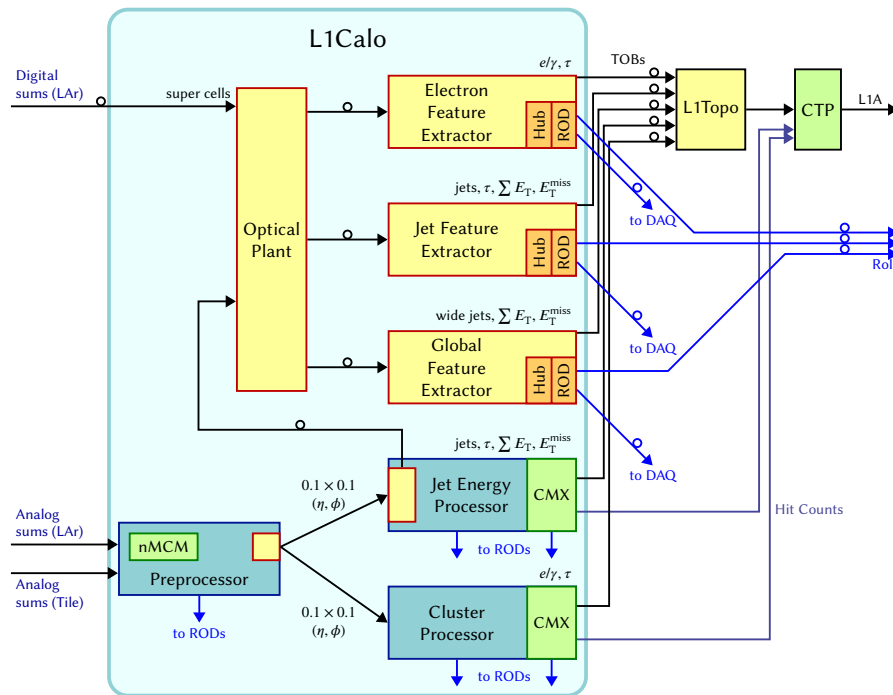 L1Calo
Digital
sums (LAr)
super cells
Optical
Plant
e/γ, τ
Electron
Feature
Extractor
Hub
ROD
TOBs
L1Topo
CTP
L1A
to DAQ
jets, τ, ∑ E_T, E_T^miss
Jet Feature
Extractor
Hub
ROD
RoI
to DAQ
wide jets, ∑ E_T, E_T^miss
Global
Feature
Extractor
Hub
ROD
to DAQ
jets, τ, ∑ E_T, E_T^miss
Jet Energy
Processor
CMX
to RODs
Hit Counts
0.1 × 0.1
(η, ϕ)
Analog
sums (LAr)
nMCM
Preprocessor
Analog
sums (Tile)
to RODs
0.1 × 0.1
(η, ϕ)
e/γ, τ
Cluster
Processor
CMX
to RODs